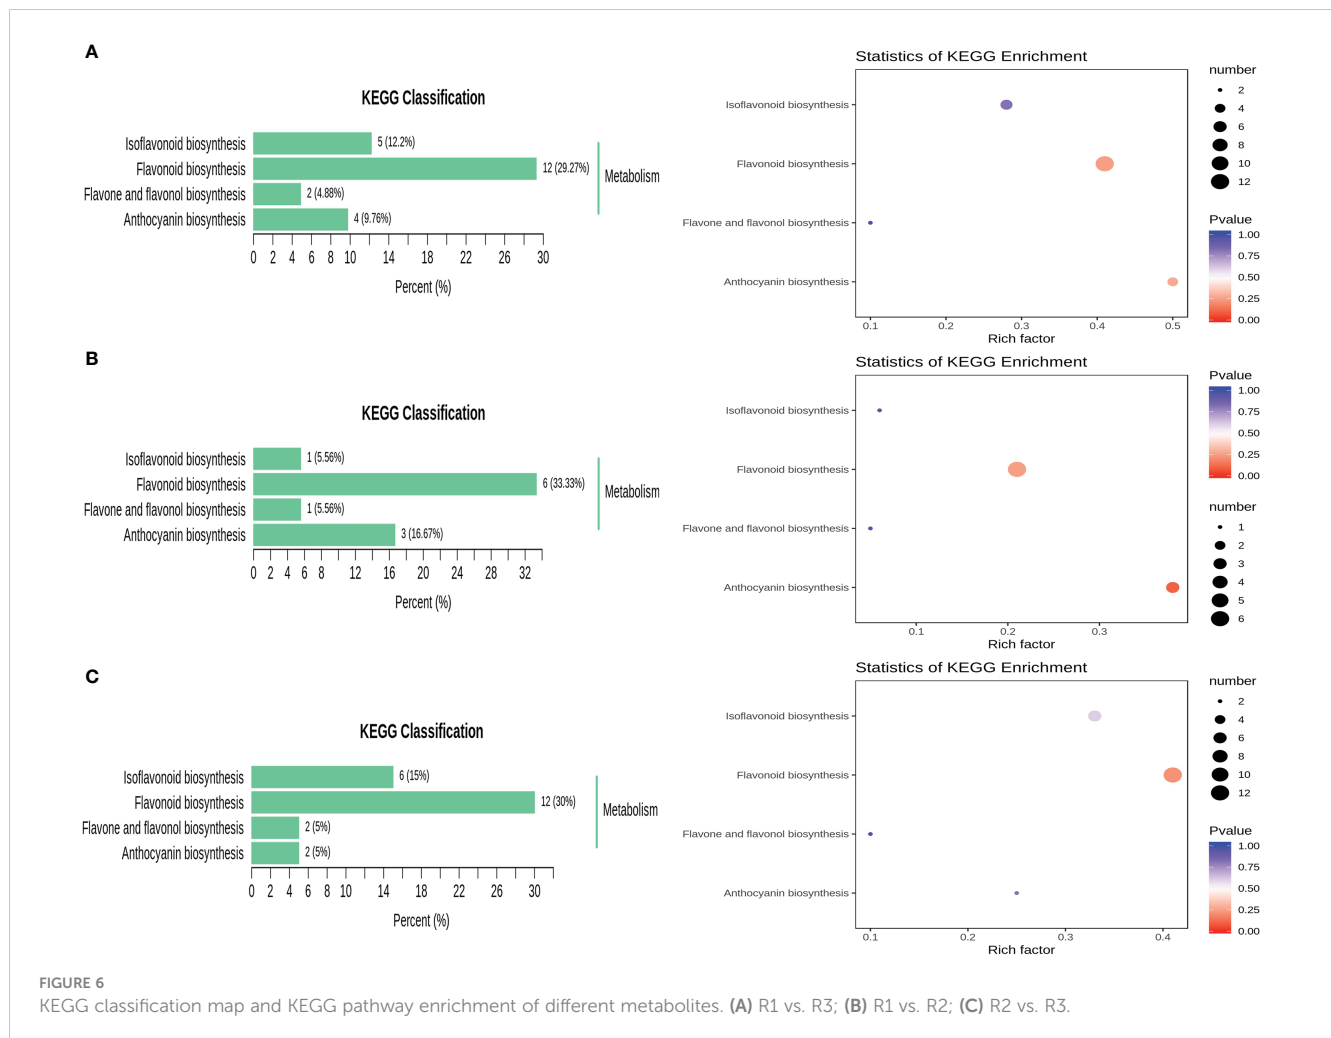 A
KEGG Classification
Isoflavonoid biosynthesis
5 (12.2%)
Flavonoid biosynthesis
12 (29.27%)
Flavone and flavonol biosynthesis
2 (4.88%)
Anthocyanin biosynthesis
4 (9.76%)
Metabolism
0 2 4 6 8 10 14 18 22 26 30
Percent (%)
Statistics of KEGG Enrichment
Isoflavonoid biosynthesis
Flavonoid biosynthesis
Flavone and flavonol biosynthesis
Anthocyanin biosynthesis
0.1 0.2 0.3 0.4 0.5
Rich factor
number
2
4
6
8
10
12
Pvalue
1.00
0.75
0.50
0.25
0.00
B
KEGG Classification
Isoflavonoid biosynthesis
1 (5.56%)
Flavonoid biosynthesis
6 (33.33%)
Flavone and flavonol biosynthesis
1 (5.56%)
Anthocyanin biosynthesis
3 (16.67%)
Metabolism
0 2 4 6 8 12 16 20 24 28 32
Percent (%)
Statistics of KEGG Enrichment
Isoflavonoid biosynthesis
Flavonoid biosynthesis
Flavone and flavonol biosynthesis
Anthocyanin biosynthesis
0.1 0.2 0.3
Rich factor
Pvalue
1.00
0.75
0.50
0.25
0.00
number
1
2
3
4
5
6
C
KEGG Classification
Isoflavonoid biosynthesis
6 (15%)
Flavonoid biosynthesis
12 (30%)
Flavone and flavonol biosynthesis
2 (5%)
Anthocyanin biosynthesis
2 (5%)
Metabolism
0 2 4 6 8 10 14 18 22 26 30
Percent (%)
Statistics of KEGG Enrichment
Isoflavonoid biosynthesis
Flavonoid biosynthesis
Flavone and flavonol biosynthesis
Anthocyanin biosynthesis
0.1 0.2 0.3 0.4
Rich factor
number
2
4
6
8
10
12
Pvalue
1.00
0.75
0.50
0.25
0.00
FIGURE 6
KEGG classification map and KEGG pathway enrichment of different metabolites. (A) R1 vs. R3; (B) R1 vs. R2; (C) R2 vs. R3.